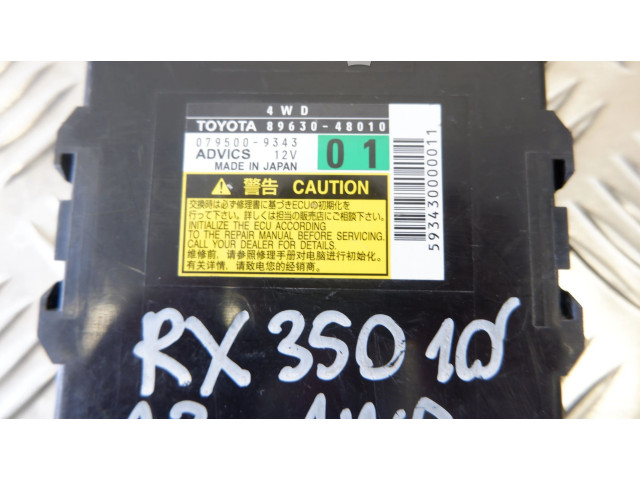 4WD
TOYOTA 89630-48010
079500-9343
ADVICS 12V
MADE IN JAPAN
01
警告 CAUTION
交換時は必ず修理書に基づきECUの初期化を
行って下さい。詳しくは担当の販売店にご相談下さい。
INITIALIZE THE ECU ACCORDING
TO THE REPAIR MANUAL BEFORE SERVICING.
CALL YOUR DEALER FOR DETAILS.
维修前，请参照修理手册对电脑进行初始化。
有关详情，请致电您的经销商。
593430000011
RX 350 10